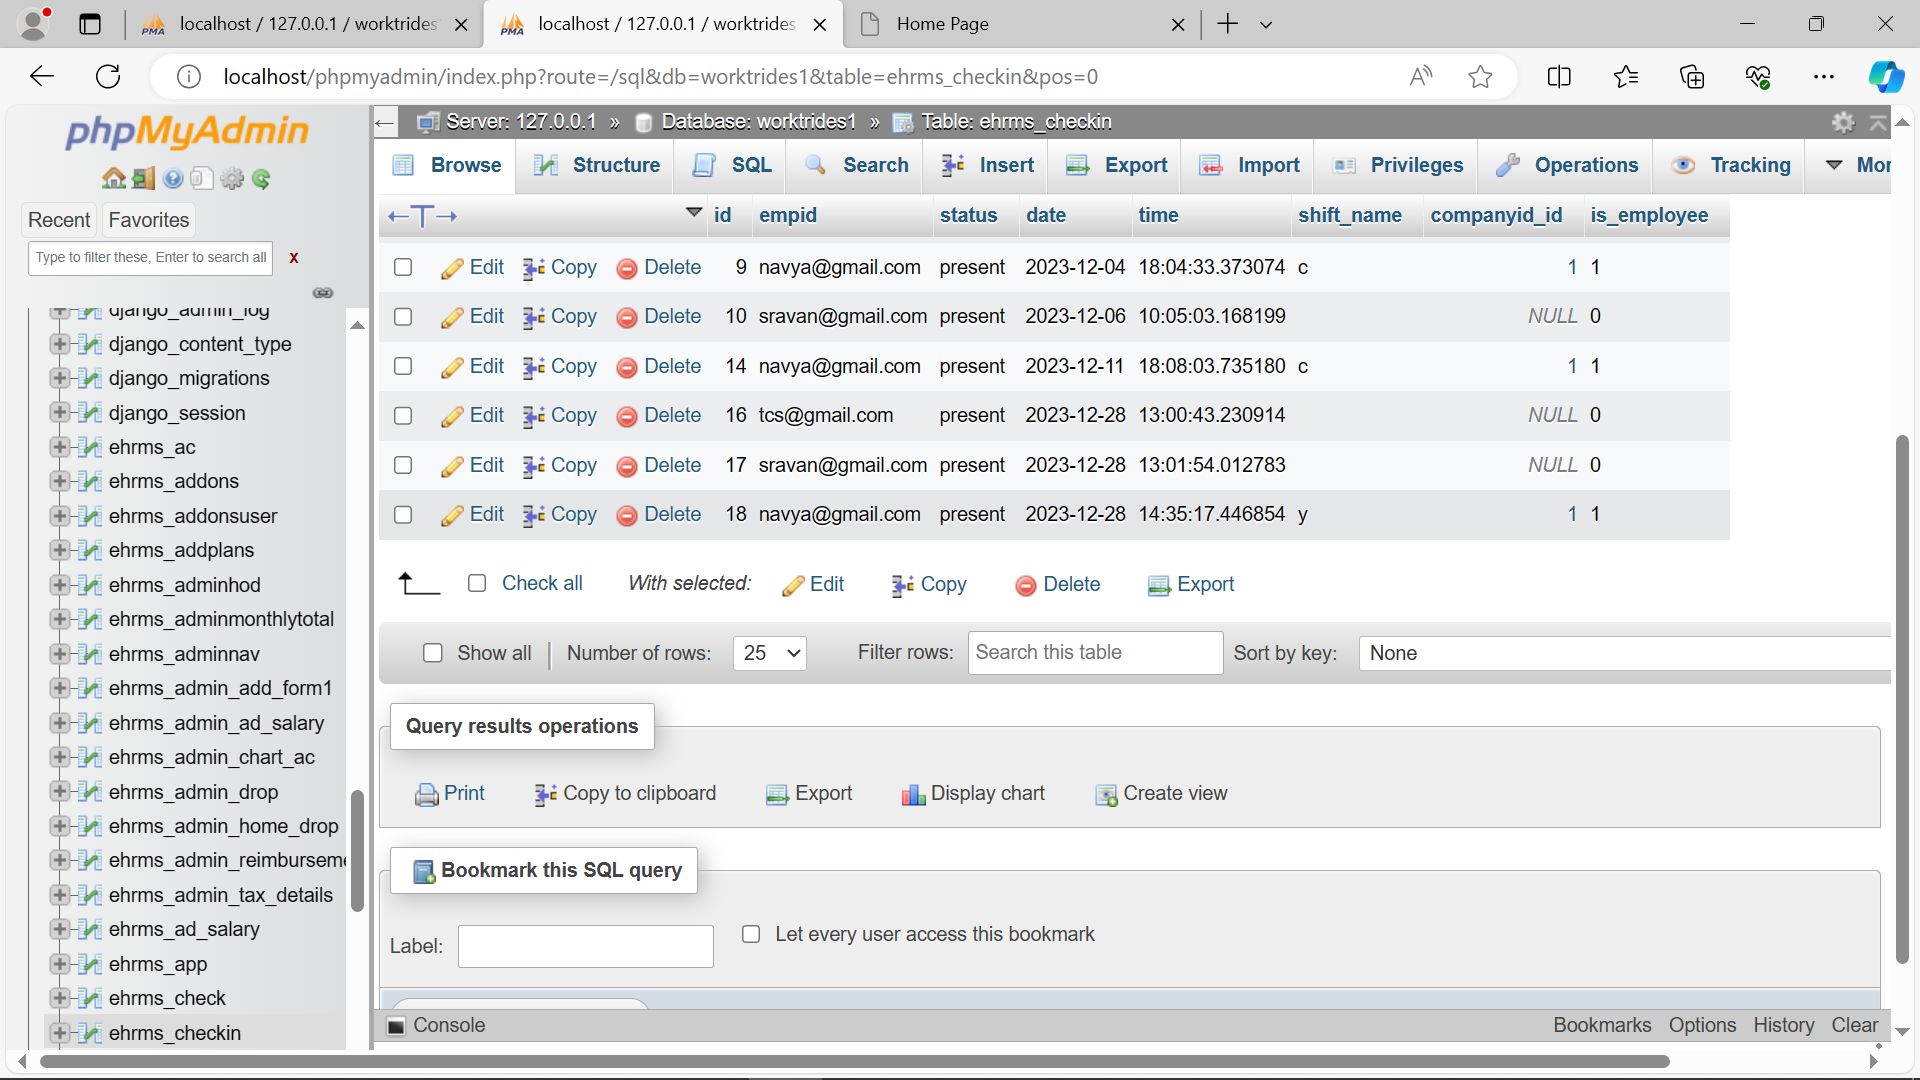 localhost / 127.0.0.1 / worktrides
localhost / 127.0.0.1 / worktrides
Home Page
localhost/phpmyadmin/index.php?route=/sql&db=worktrides1&table=ehrms_checkin&pos=0
phpMyAdmin
Recent Favorites
Type to filter these, Enter to search all X
django_admin_log
django_content_type
django_migrations
django_session
ehrms_ac
ehrms_addons
ehrms_addonsuser
ehrms_addplans
ehrms_adminhod
ehrms_adminmonthlytotal
ehrms_adminnav
ehrms_admin_add_form1
ehrms_admin_ad_salary
ehrms_admin_chart_ac
ehrms_admin_drop
ehrms_admin_home_drop
ehrms_admin_reimburseme
ehrms_admin_tax_details
ehrms_ad_salary
ehrms_app
ehrms_check
ehrms_checkin
Server: 127.0.0.1 » Database: worktrides1 » Table: ehrms_checkin
Browse Structure SQL Search Insert Export Import Privileges Operations Tracking Mor
id empid status date time shift_name companyid_id is_employee
Edit Copy Delete 9 navya@gmail.com present 2023-12-04 18:04:33.373074 c 1 1
Edit Copy Delete 10 sravan@gmail.com present 2023-12-06 10:05:03.168199 NULL 0
Edit Copy Delete 14 navya@gmail.com present 2023-12-11 18:08:03.735180 c 1 1
Edit Copy Delete 16 tcs@gmail.com present 2023-12-28 13:00:43.230914 NULL 0
Edit Copy Delete 17 sravan@gmail.com present 2023-12-28 13:01:54.012783 NULL 0
Edit Copy Delete 18 navya@gmail.com present 2023-12-28 14:35:17.446854 y 1 1
Check all With selected: Edit Copy Delete Export
Show all Number of rows: 25 Filter rows: Search this table Sort by key: None
Query results operations
Print Copy to clipboard Export Display chart Create view
Bookmark this SQL query
Label: Let every user access this bookmark
Console Bookmarks Options History Clear